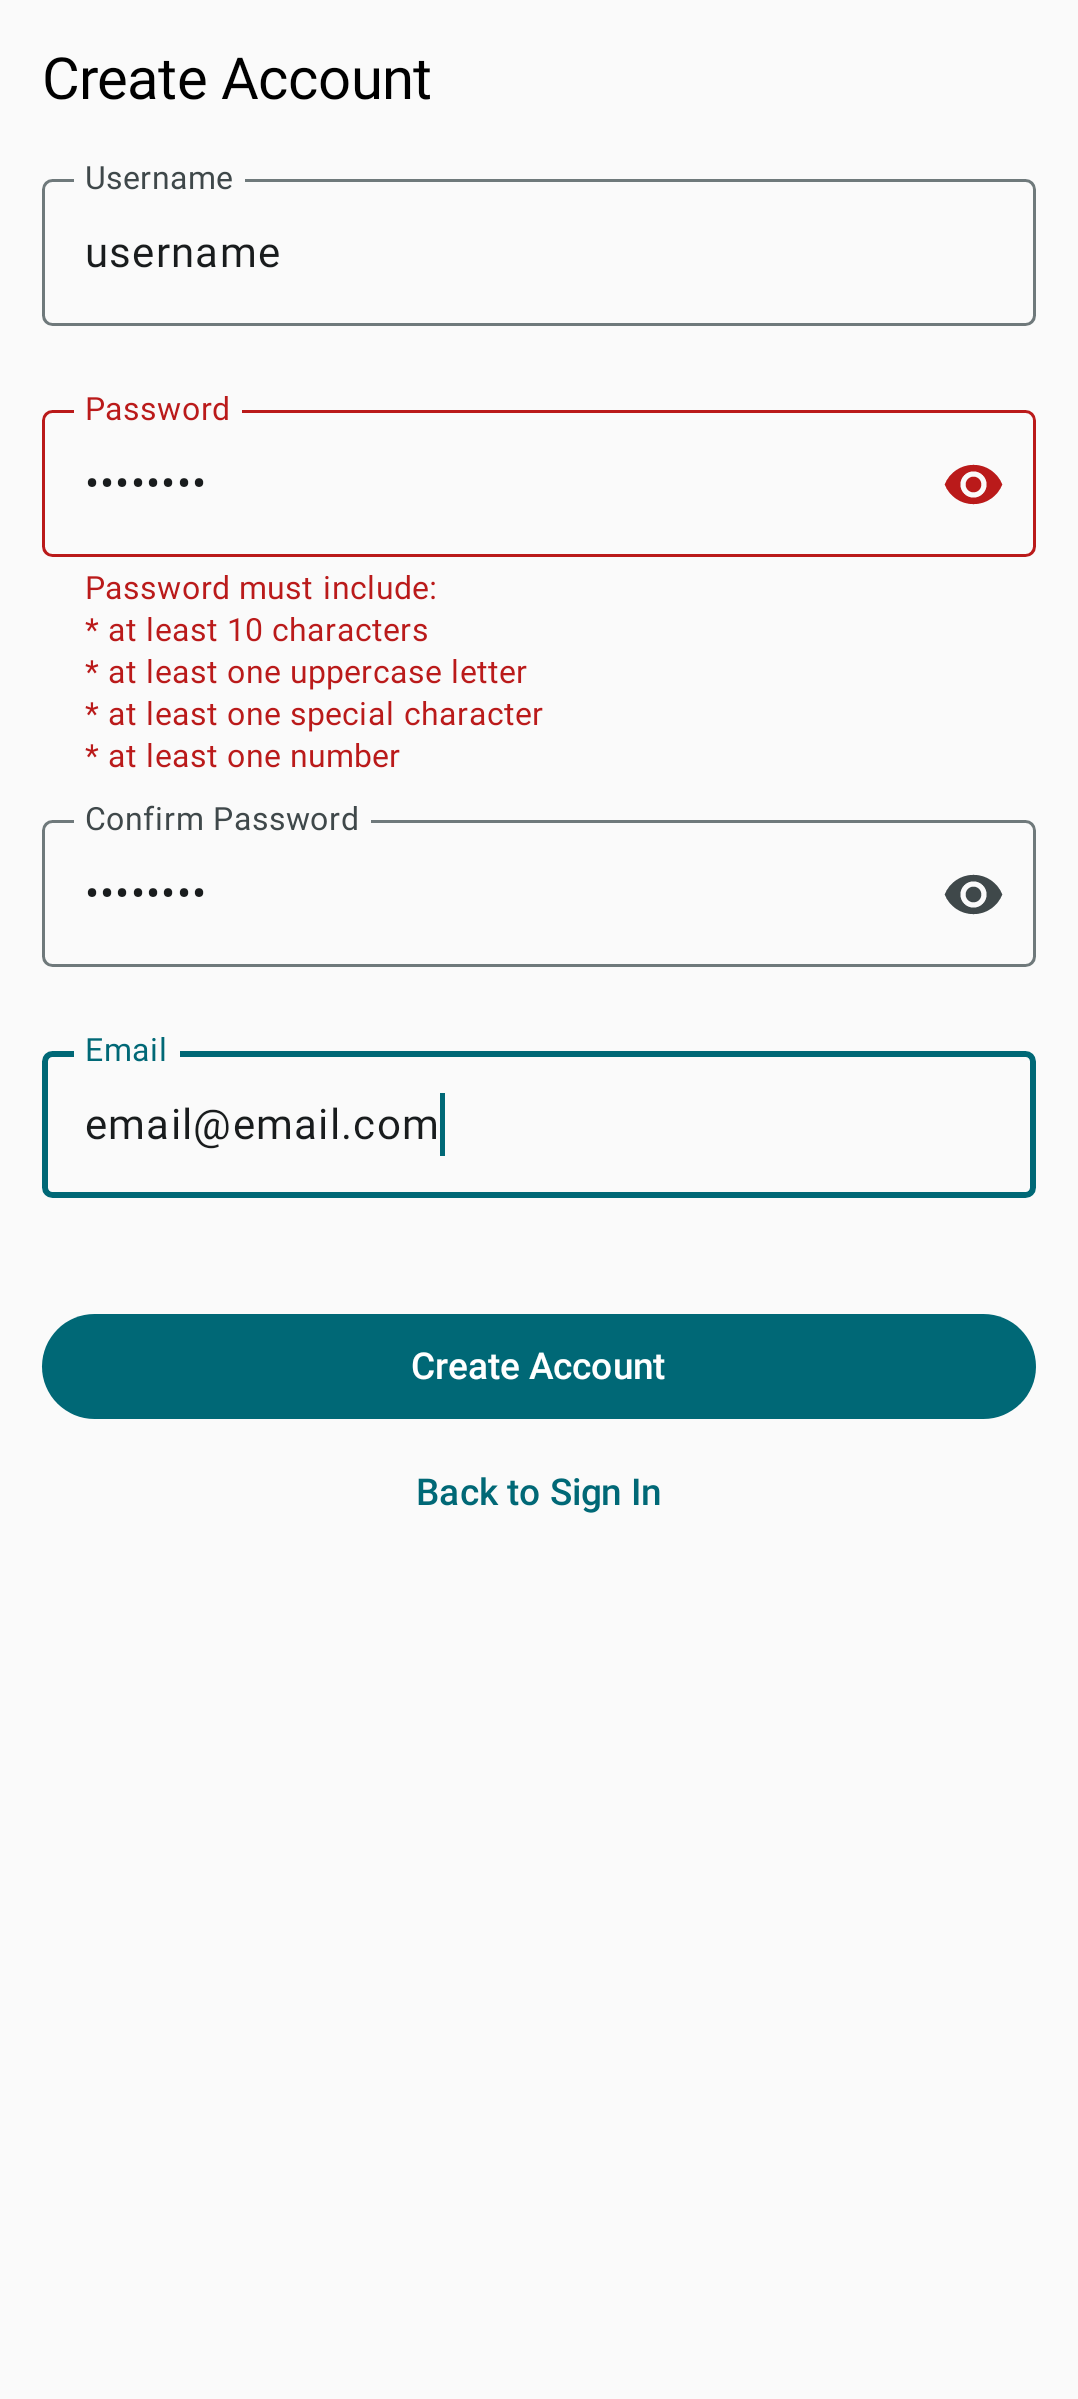 Create Account
Username
username
Password
••••••••
Password must include:
* at least 10 characters
* at least one uppercase letter
* at least one special character
* at least one number
Confirm Password
••••••••
Email
email@email.com
Create Account
Back to Sign In